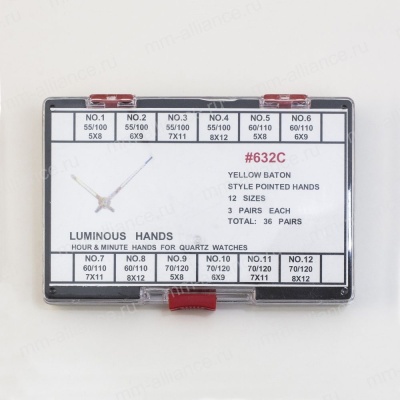 NO.1 NO.2 NO.3 NO.4 NO.5 NO.6
55/100 55/100 55/100 55/100 60/110 60/110
5X8 6X9 7X11 8X12 5X8 6X9
#632C
YELLOW BATON
STYLE POINTED HANDS
12 SIZES
3 PAIRS EACH
TOTAL: 36 PAIRS
LUMINOUS HANDS
HOUR & MINUTE HANDS FOR QUARTZ WATCHES
NO.7 NO.8 NO.9 NO.10 NO.11 NO.12
60/110 60/110 70/120 70/120 70/120 70/120
7X11 8X12 5X8 6X9 7X11 8X12
mm-alliance.ru